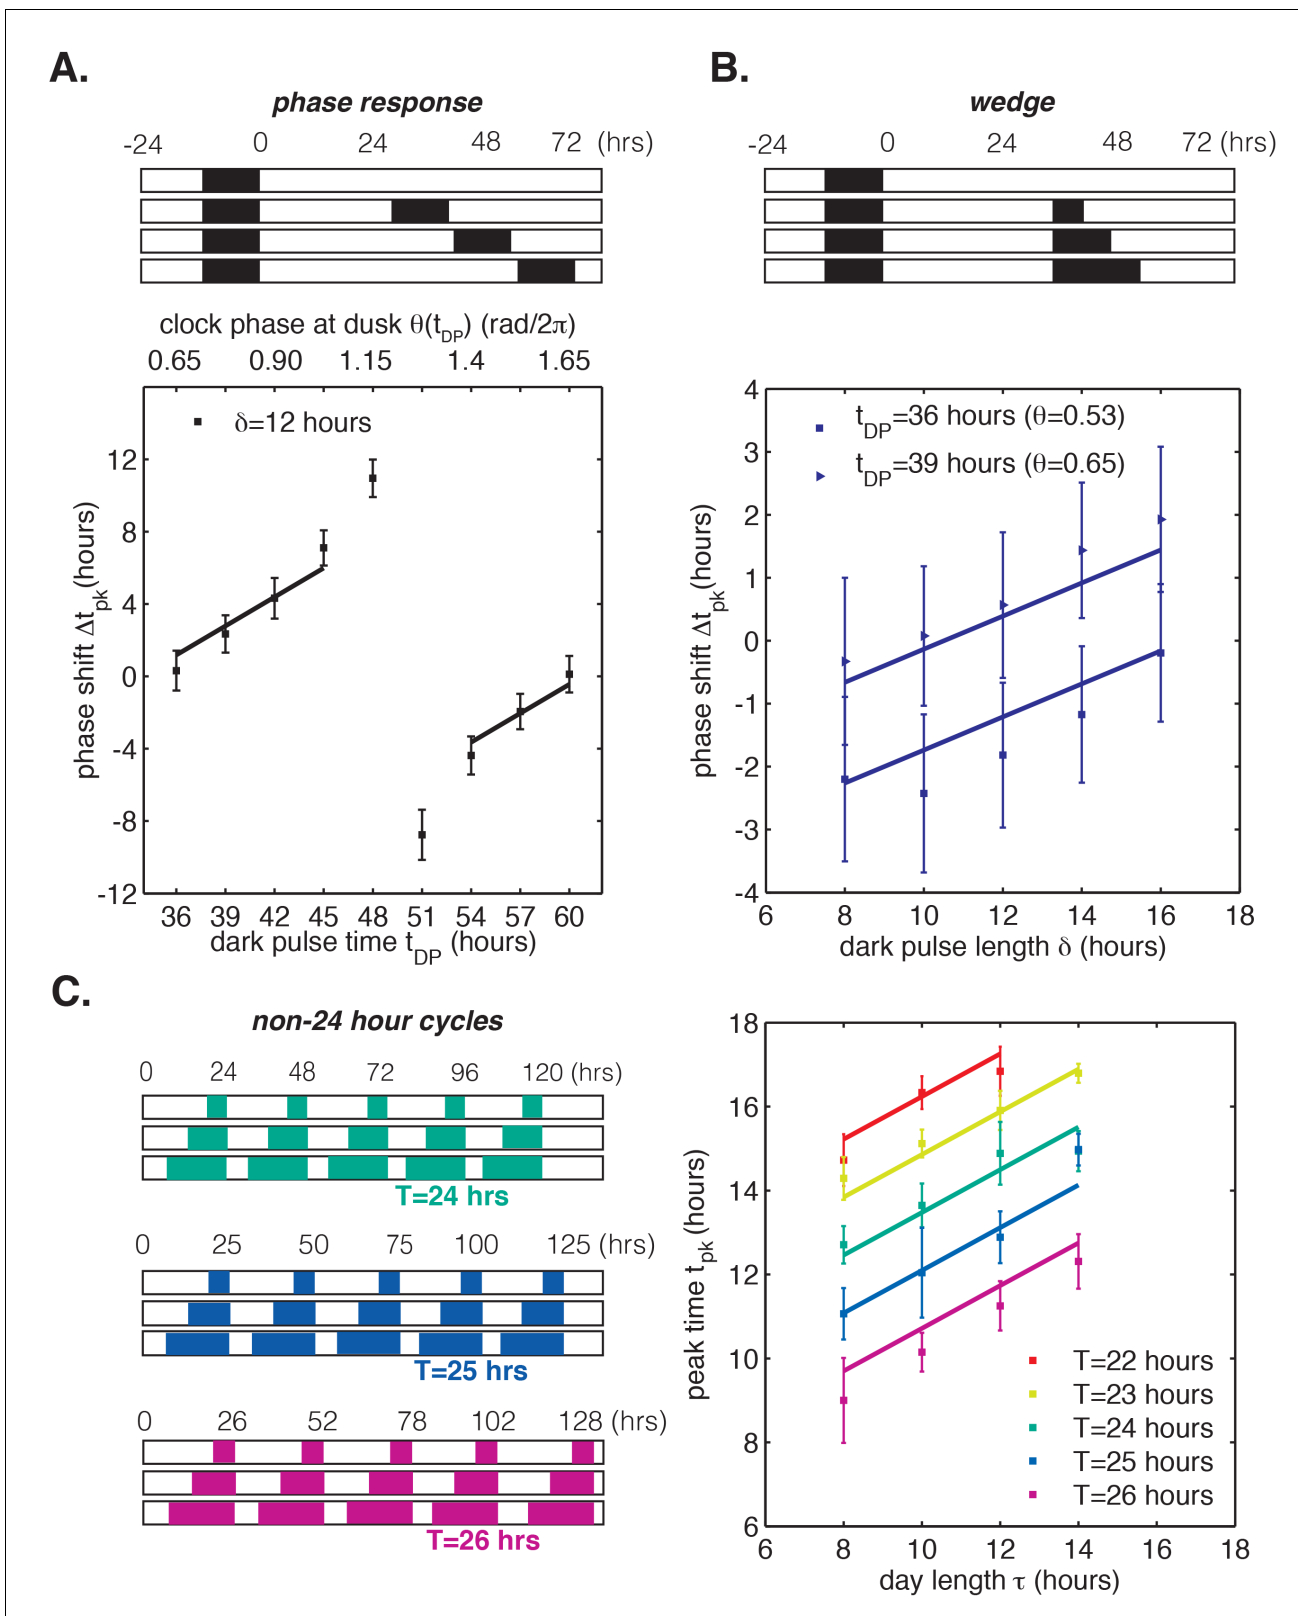 A.
phase response
-24 0 24 48 72 (hrs)
clock phase at dusk θ(tDP) (rad/2π)
0.65 0.90 1.15 1.4 1.65
δ=12 hours
12
8
4
0
-4
-8
-12
phase shift Δtpk(hours)
36 39 42 45 48 51 54 57 60
dark pulse time tDP (hours)
B.
wedge
-24 0 24 48 72 (hrs)
tDP=36 hours (θ=0.53)
tDP=39 hours (θ=0.65)
4
3
2
1
0
-1
-2
-3
-4
phase shift Δtpk(hours)
6 8 10 12 14 16 18
dark pulse length δ (hours)
C.
non-24 hour cycles
0 24 48 72 96 120 (hrs)
T=24 hrs
0 25 50 75 100 125 (hrs)
T=25 hrs
0 26 52 78 102 128 (hrs)
T=26 hrs
18
16
14
12
10
8
6
peak time tpk (hours)
T=22 hours
T=23 hours
T=24 hours
T=25 hours
T=26 hours
6 8 10 12 14 16 18
day length τ (hours)